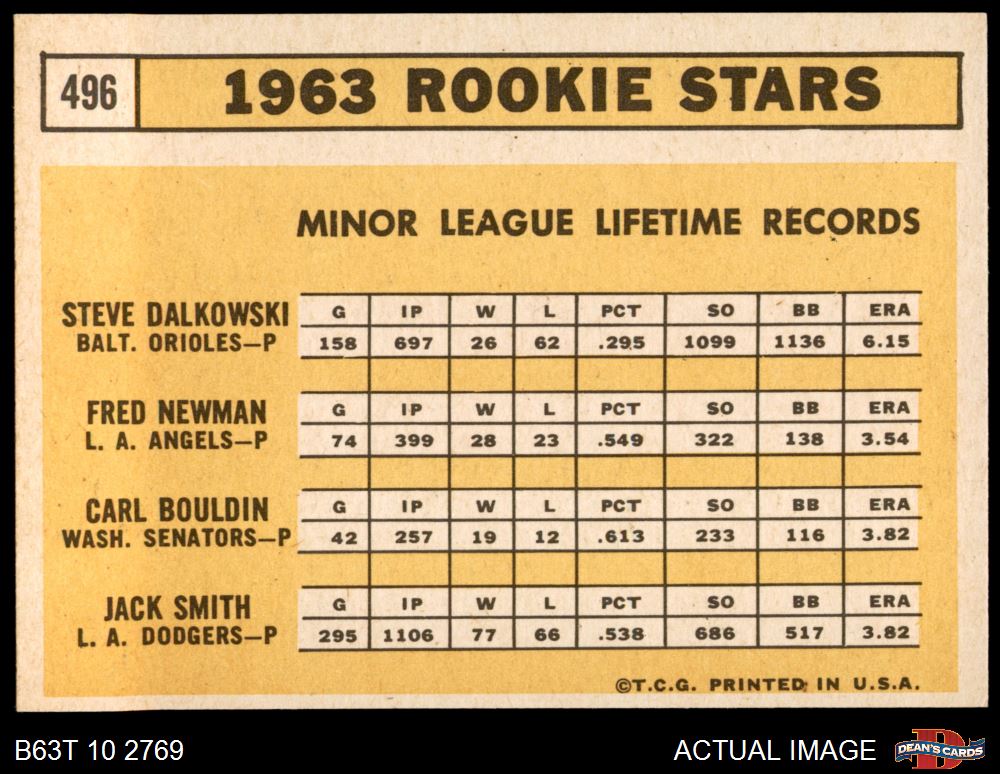 496 1963 ROOKIE STARS
MINOR LEAGUE LIFETIME RECORDS
STEVE DALKOWSKI G IP W L PCT SO BB ERA
BALT. ORIOLES—P 158 697 26 62 .295 1099 1136 6.15
FRED NEWMAN G IP W L PCT SO BB ERA
L. A. ANGELS—P 74 399 28 23 .549 322 138 3.54
CARL BOULDIN G IP W L PCT SO BB ERA
WASH. SENATORS—P 42 257 19 12 .613 233 116 3.82
JACK SMITH G IP W L PCT SO BB ERA
L. A. DODGERS—P 295 1106 77 66 .538 686 517 3.82
©T.C.G. PRINTED IN U.S.A.
B63T 10 2769 ACTUAL IMAGE DEAN'S CARDS